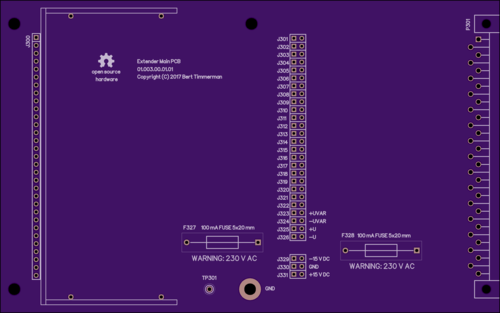 J300
open source
hardware
Extender Main PCB
01.003.00.01.01
Copyright (C) 2017 Bert Timmerman
P301
J301
J302
J303
J304
J305
J306
J307
J308
J309
J310
J311
J312
J313
J314
J315
J316
J317
J318
J319
J320
J321
J322
J323 +UVAR
J324 -UVAR
J325 +U
J326 -U
F327 100 mA FUSE 5x20 mm
WARNING: 230 V AC
F328 100 mA FUSE 5x20 mm
WARNING: 230 V AC
J329 -15 V DC
J330 GND
J331 +15 V DC
TP301
GND